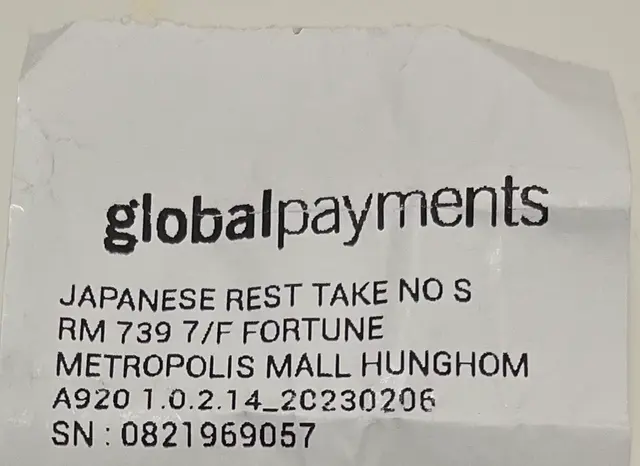 globalpayments
JAPANESE REST TAKE NO S
RM 739 7/F FORTUNE
METROPOLIS MALL HUNGHOM
A920 1.0.2.14_20230206
SN : 0821969057